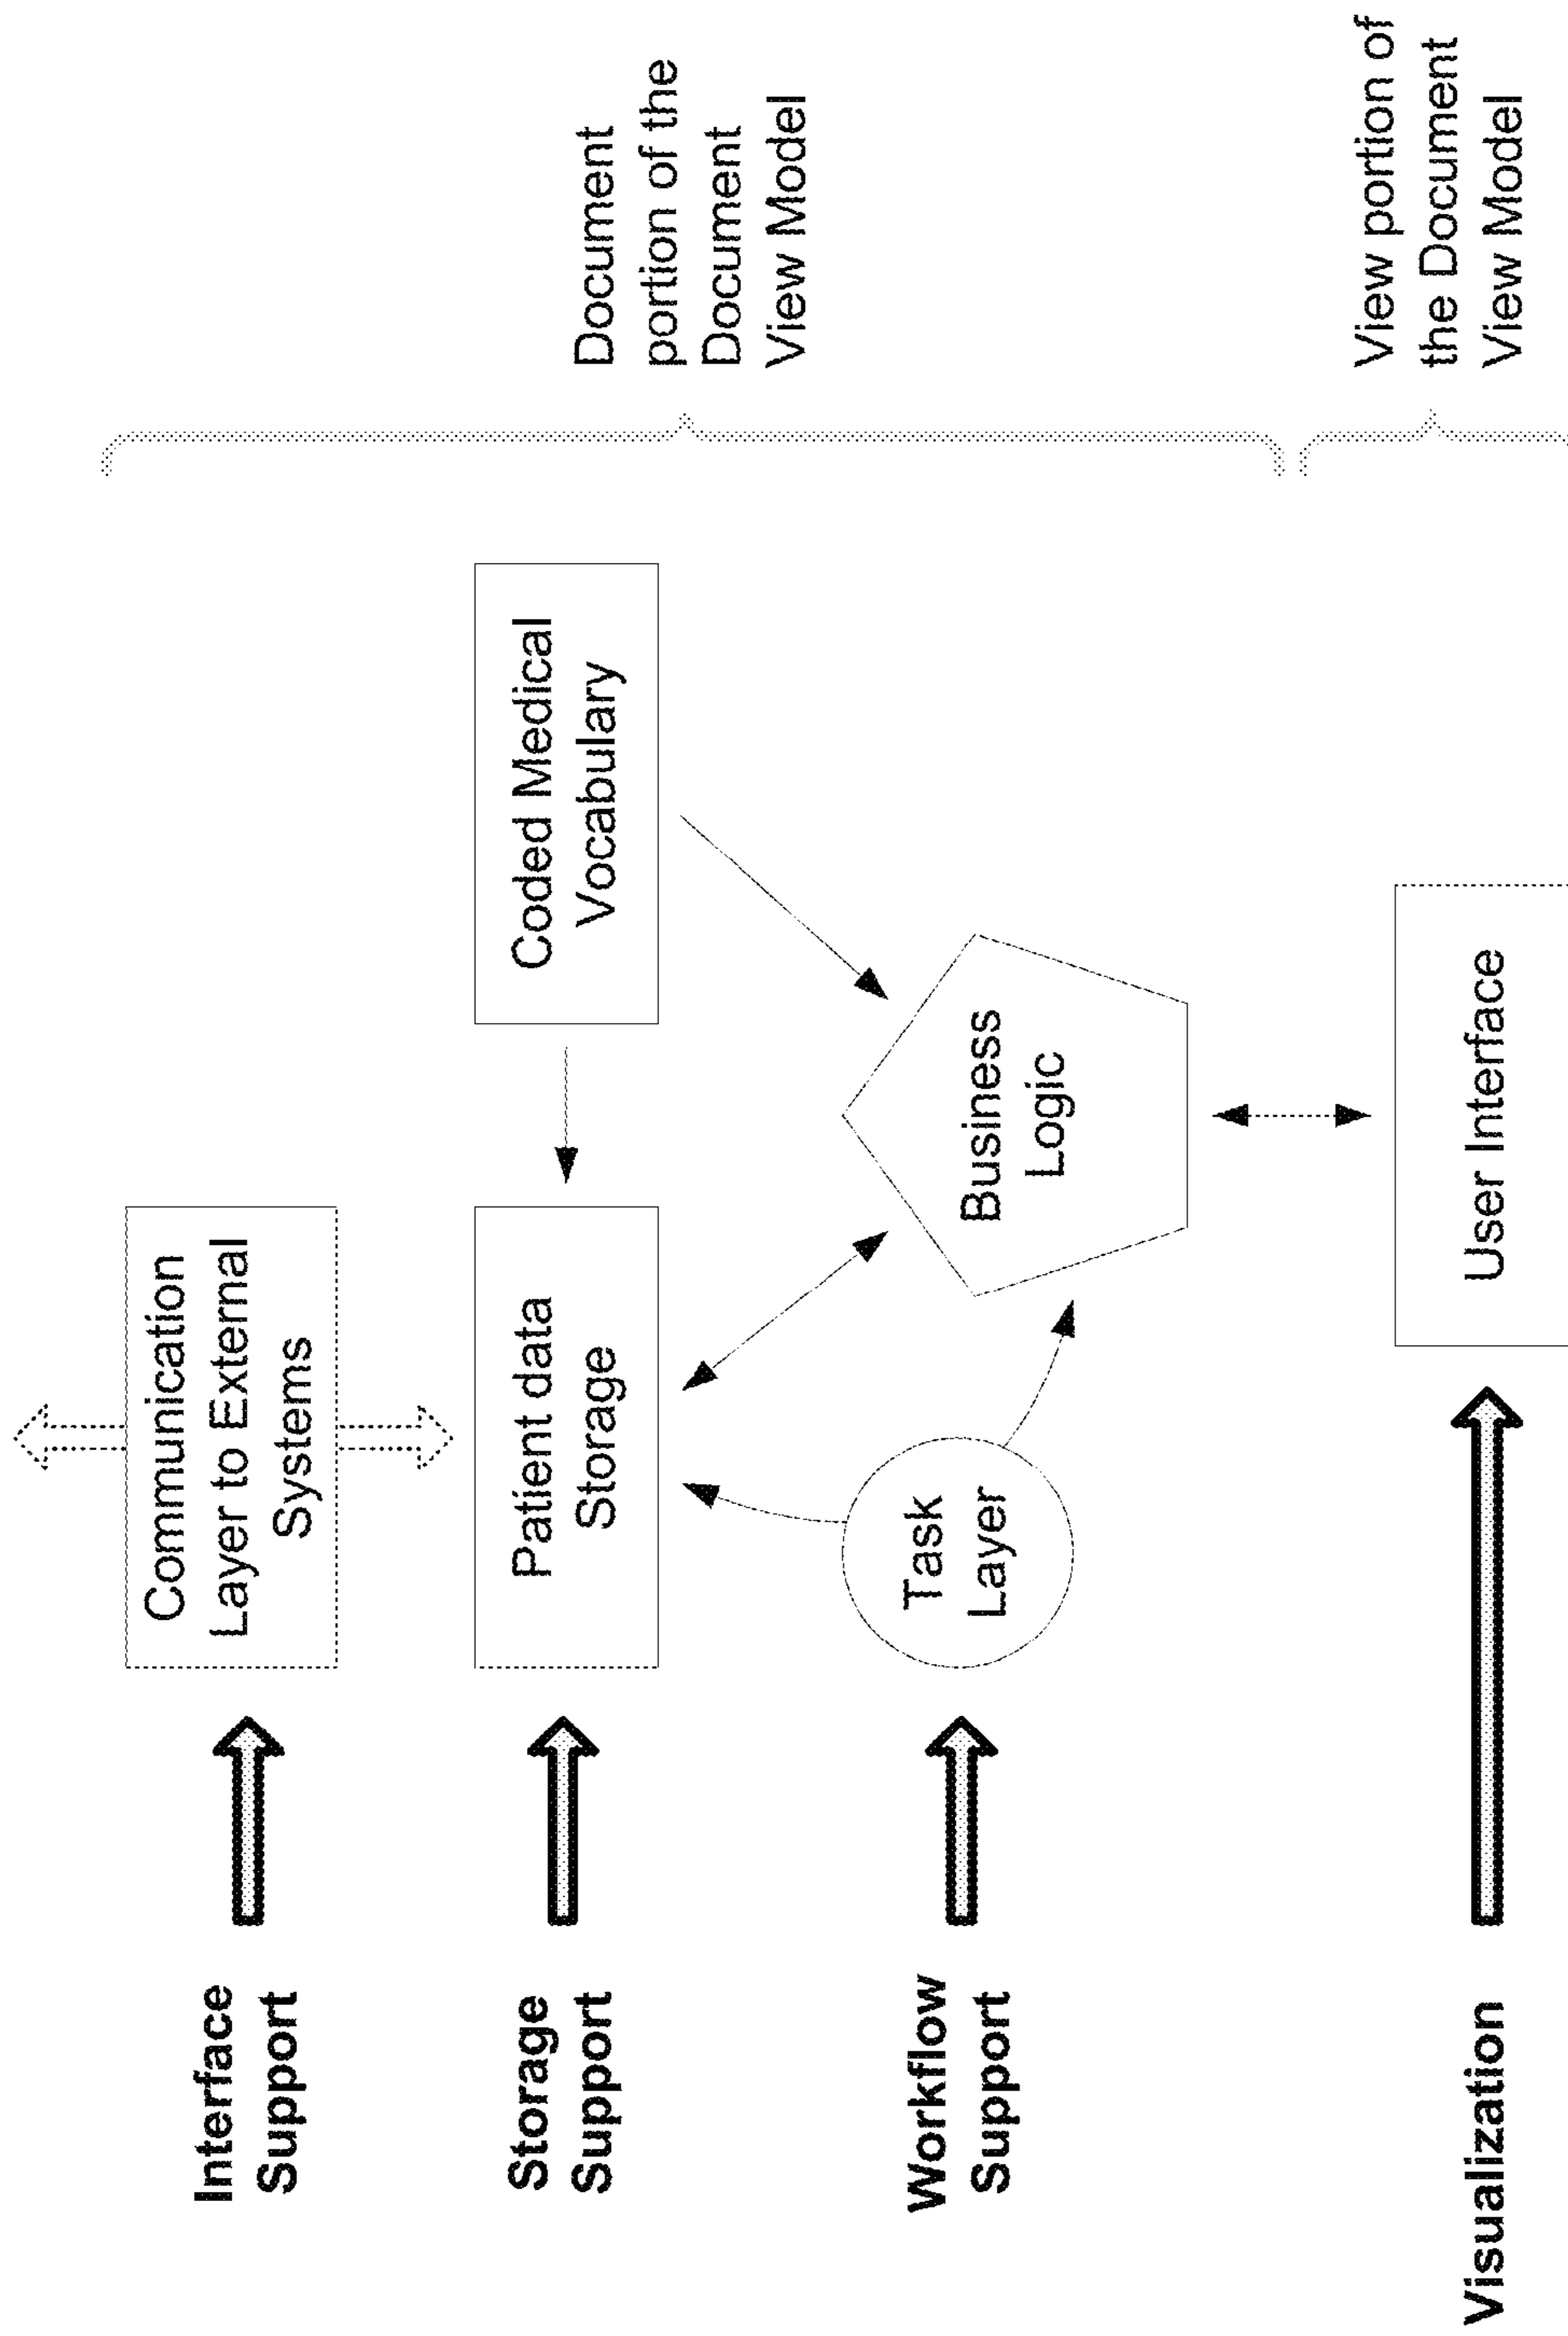 Interface
Support
Communication
Layer to External
Systems
Storage
Support
Patient data
Storage
Coded Medical
Vocabulary
Document
portion of the
Document
View Model
Workflow
Support
Task
Layer
Business
Logic
Visualization
User Interface
View portion of
the Document
View Model